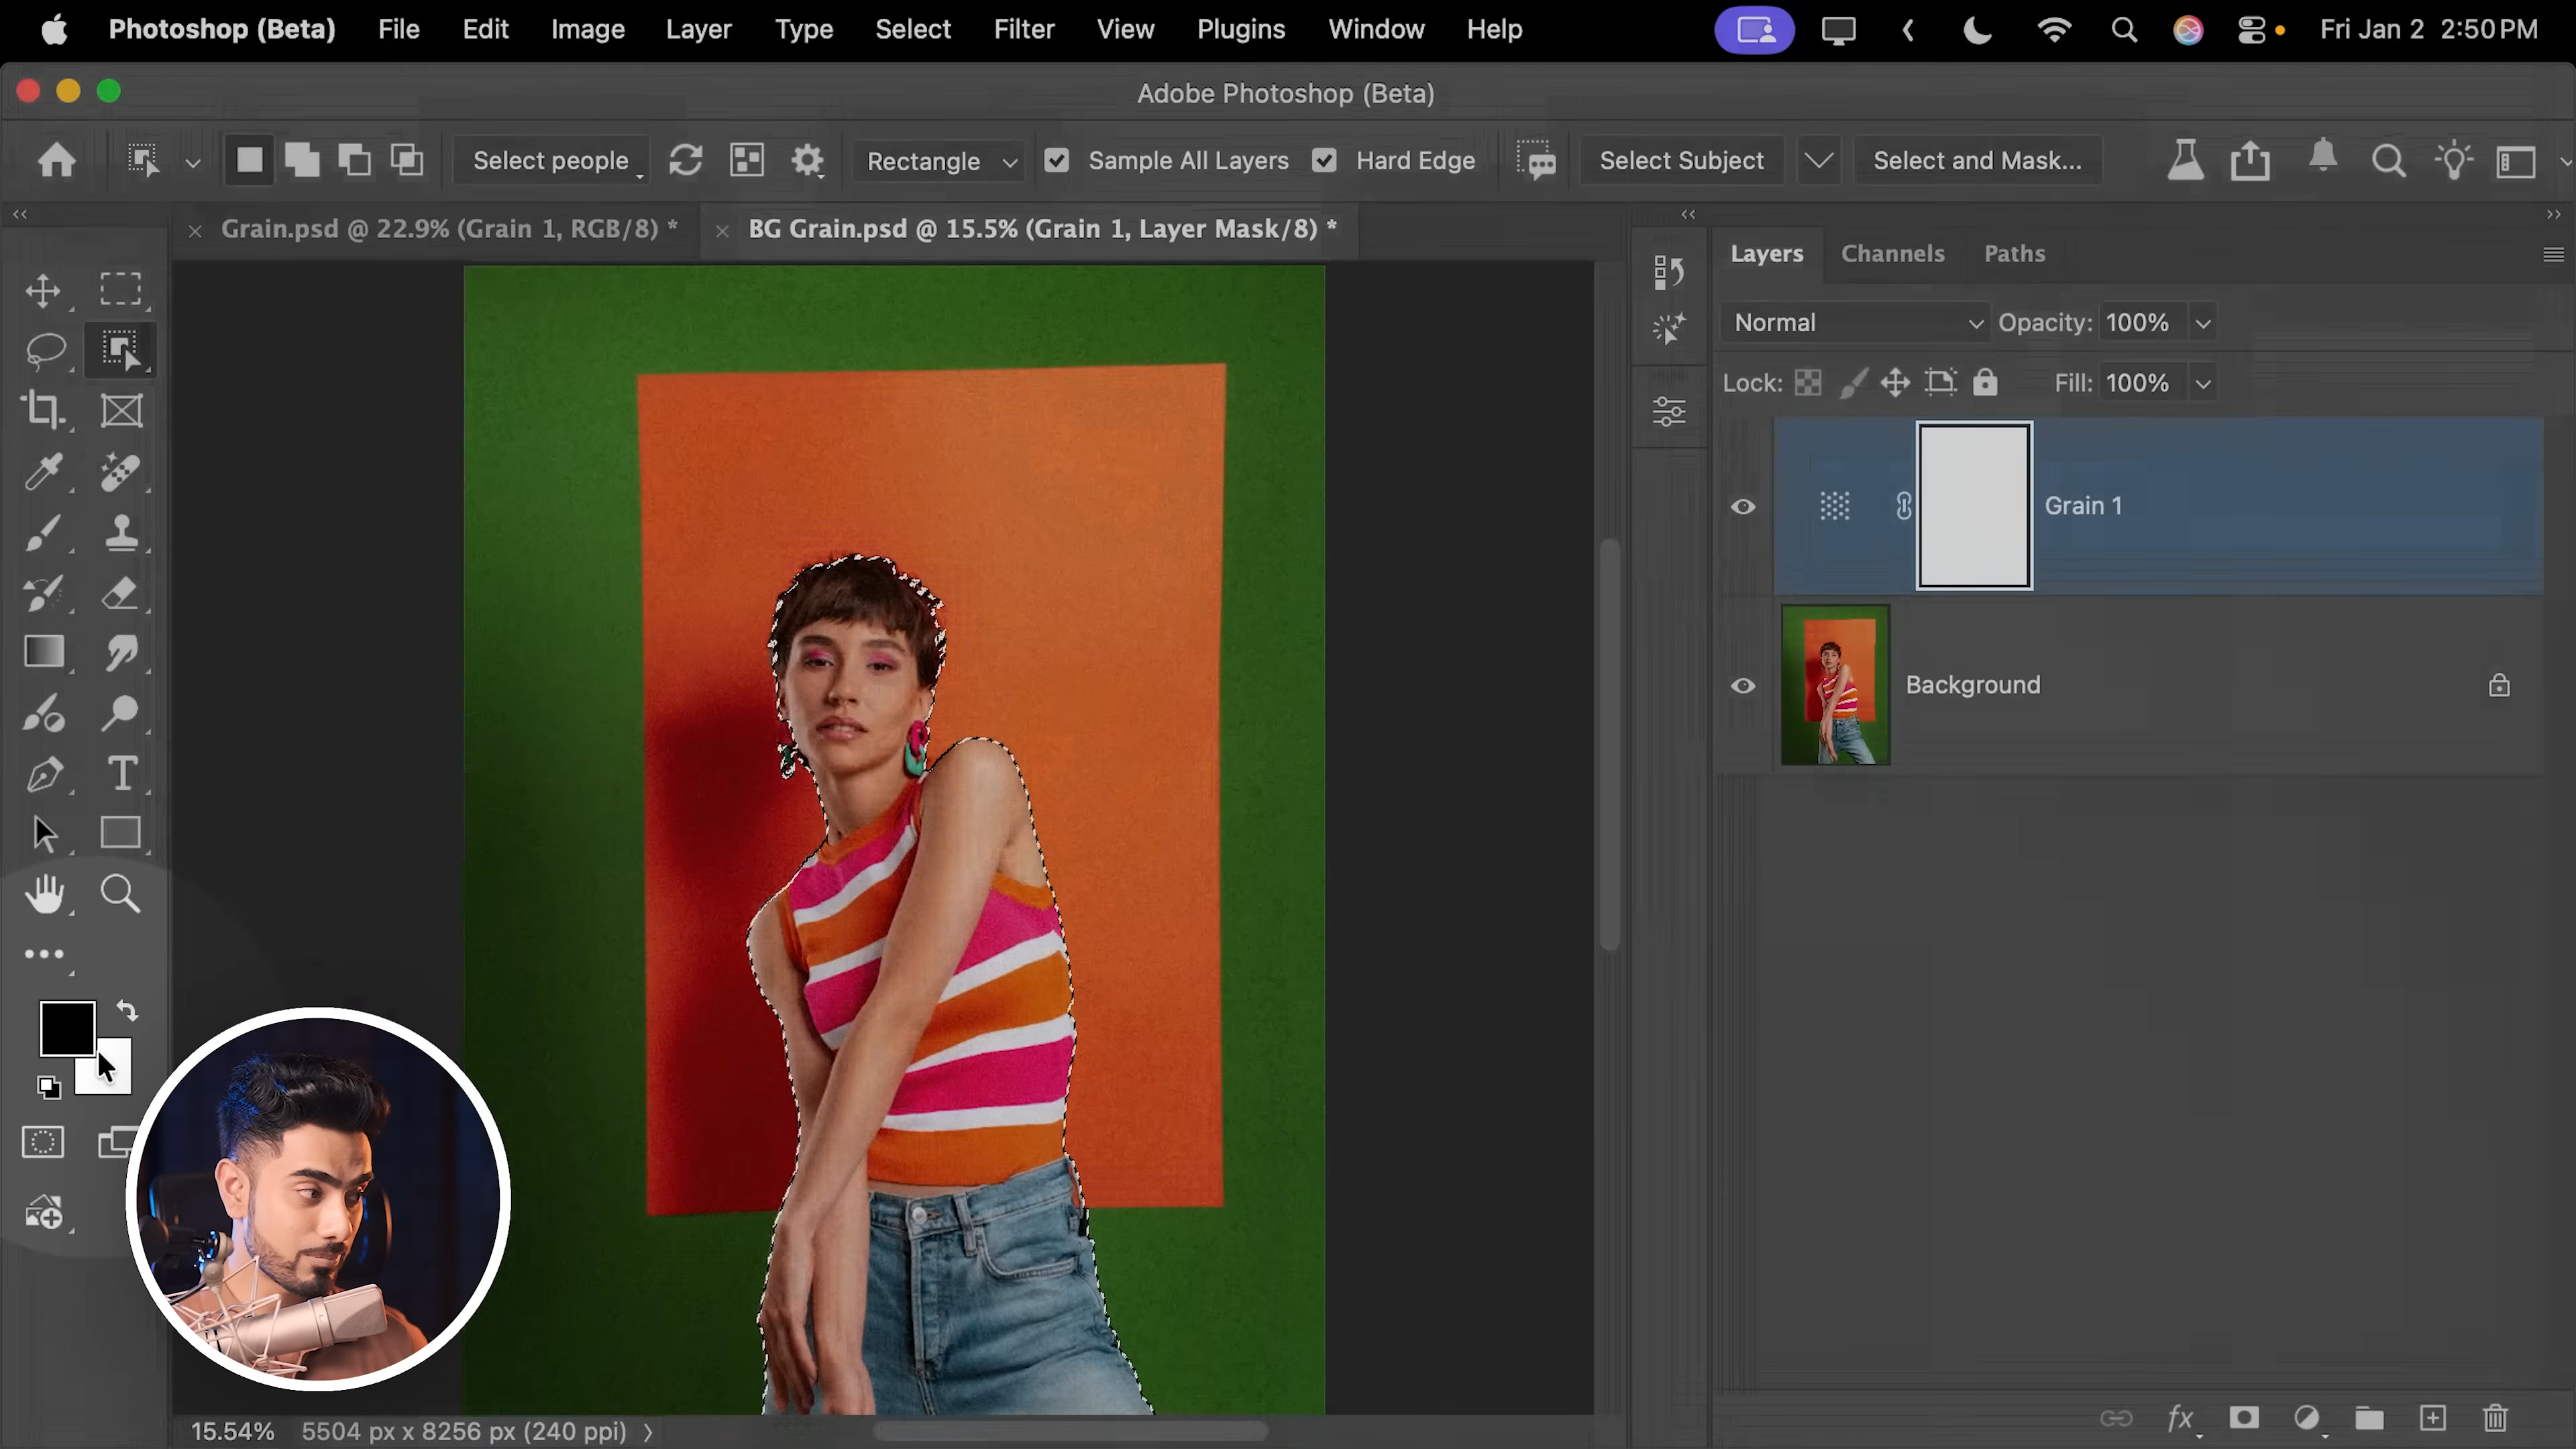 Photoshop (Beta) File Edit Image Layer Type Select Filter View Plugins Window Help Fri Jan 2 2:50 PM
Adobe Photoshop (Beta)
Select people Rectangle Sample All Layers Hard Edge Select Subject Select and Mask...
Grain.psd @ 22.9% (Grain 1, RGB/8) * BG Grain.psd @ 15.5% (Grain 1, Layer Mask/8) *
Layers Channels Paths
Normal Opacity: 100%
Lock: Fill: 100%
Grain 1
Background
15.54% 5504 px x 8256 px (240 ppi)
fx